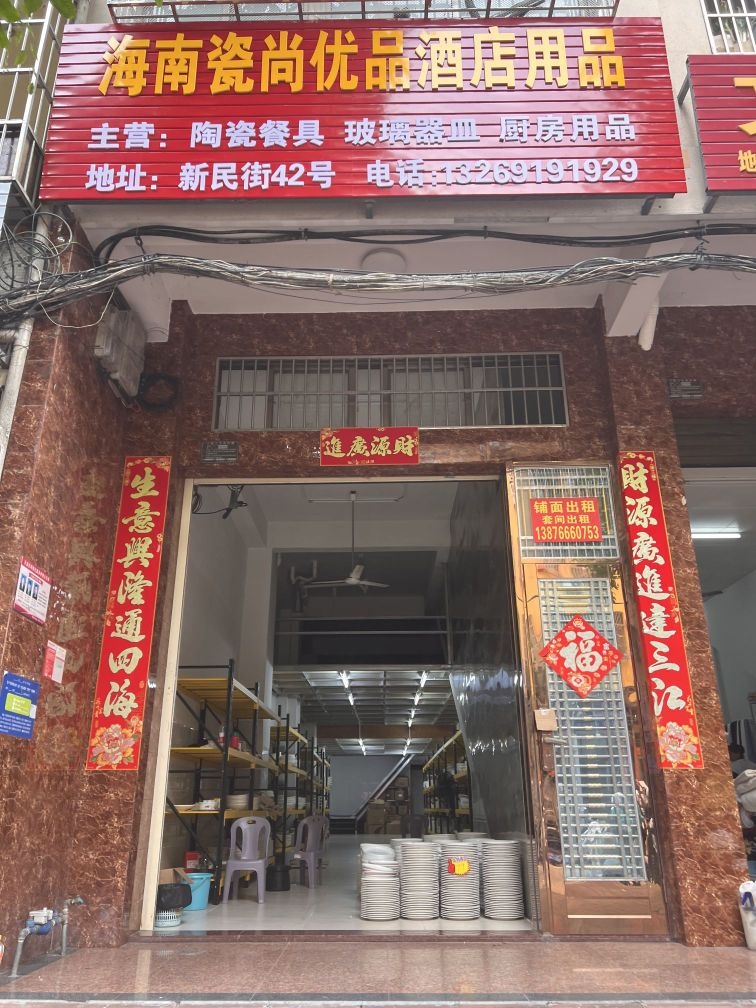 海南瓷尚优品酒店用品
主营：陶瓷餐具 玻璃器皿 厨房用品
地址：新民街42号 电话:13269191929
地
進廣源財
生意興隆通四海
財源廣進達三江
铺面出租
套间出租
13876660753
福